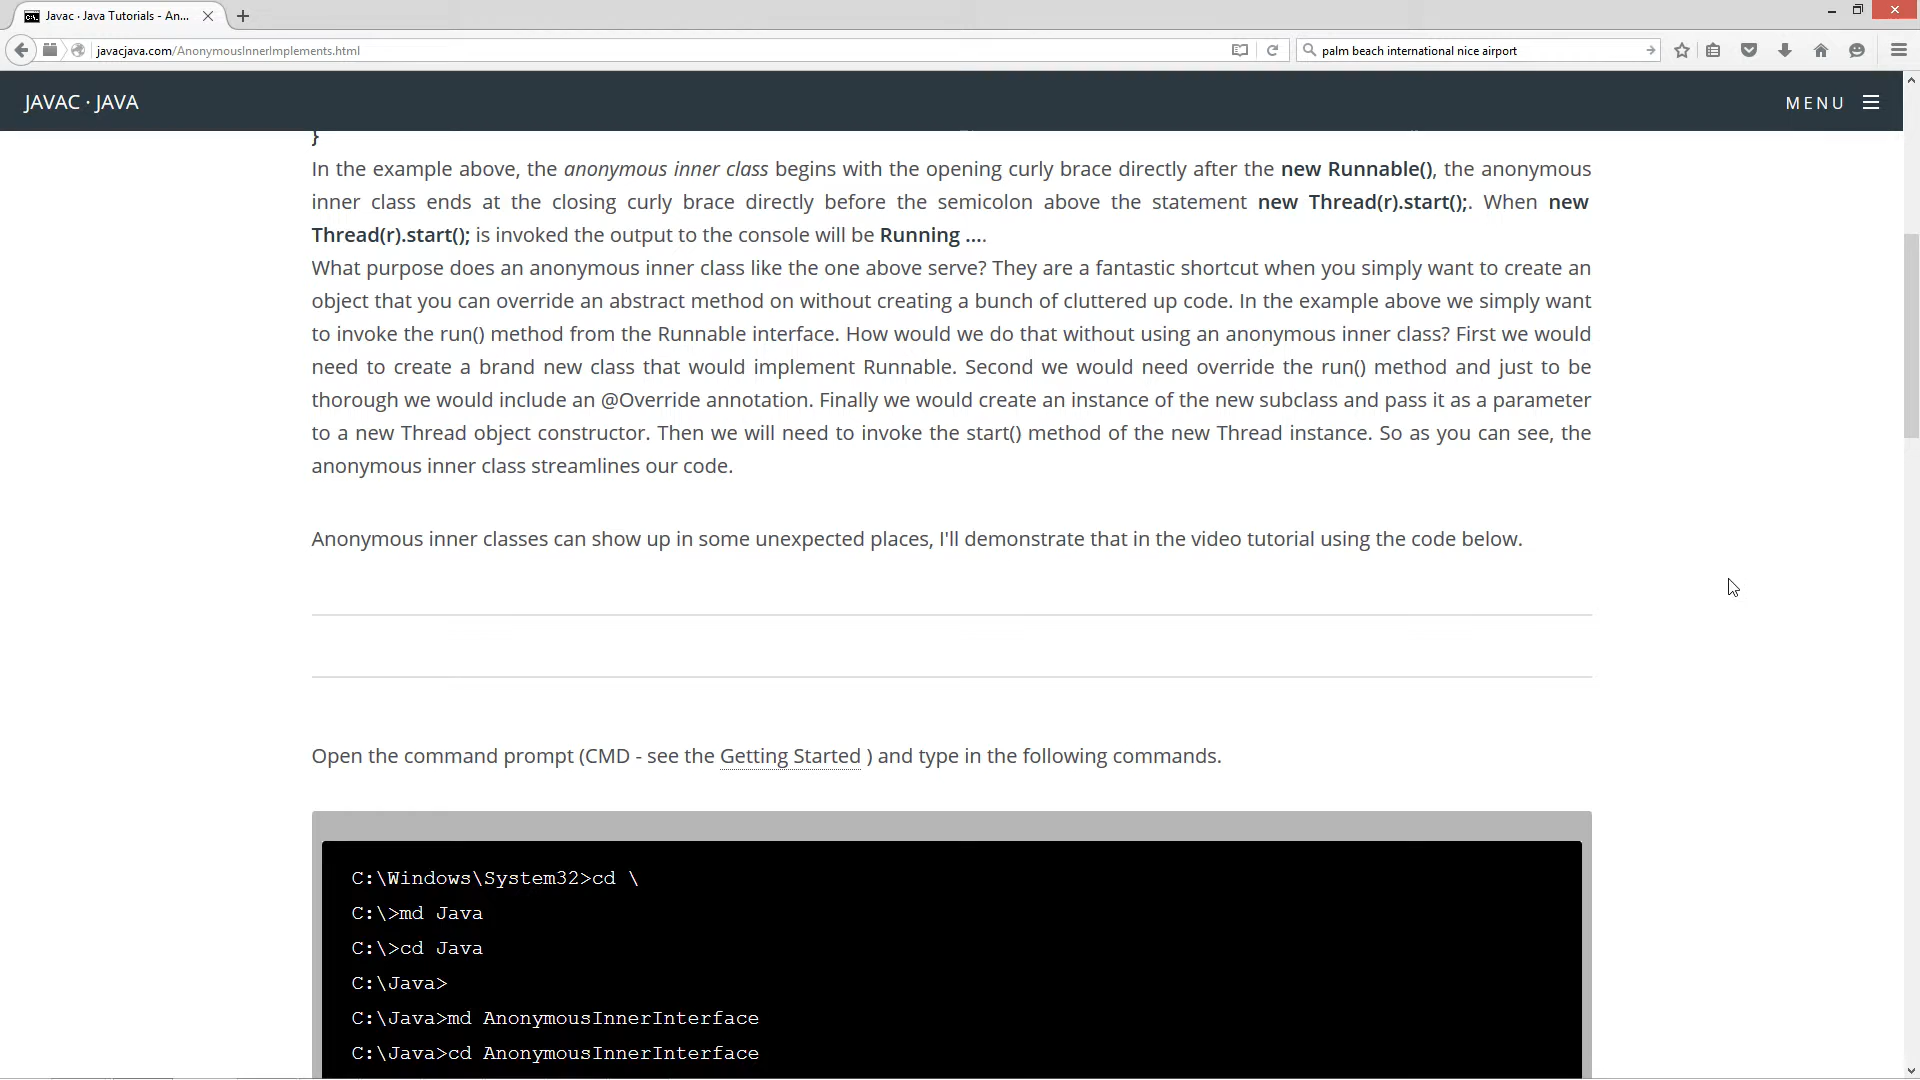 Javac · Java Tutorials - An...
javacjava.com/AnonymousInnerImplements.html
palm beach international nice airport
JAVAC · JAVA
MENU
}
In the example above, the anonymous inner class begins with the opening curly brace directly after the new Runnable(), the anonymous
inner class ends at the closing curly brace directly before the semicolon above the statement new Thread(r).start();. When new
Thread(r).start(); is invoked the output to the console will be Running ....
What purpose does an anonymous inner class like the one above serve? They are a fantastic shortcut when you simply want to create an
object that you can override an abstract method on without creating a bunch of cluttered up code. In the example above we simply want
to invoke the run() method from the Runnable interface. How would we do that without using an anonymous inner class? First we would
need to create a brand new class that would implement Runnable. Second we would need override the run() method and just to be
thorough we would include an @Override annotation. Finally we would create an instance of the new subclass and pass it as a parameter
to a new Thread object constructor. Then we will need to invoke the start() method of the new Thread instance. So as you can see, the
anonymous inner class streamlines our code.
Anonymous inner classes can show up in some unexpected places, I'll demonstrate that in the video tutorial using the code below.
Open the command prompt (CMD - see the Getting Started ) and type in the following commands.
C:\Windows\System32>cd \
C:\>md Java
C:\>cd Java
C:\Java>
C:\Java>md AnonymousInnerInterface
C:\Java>cd AnonymousInnerInterface